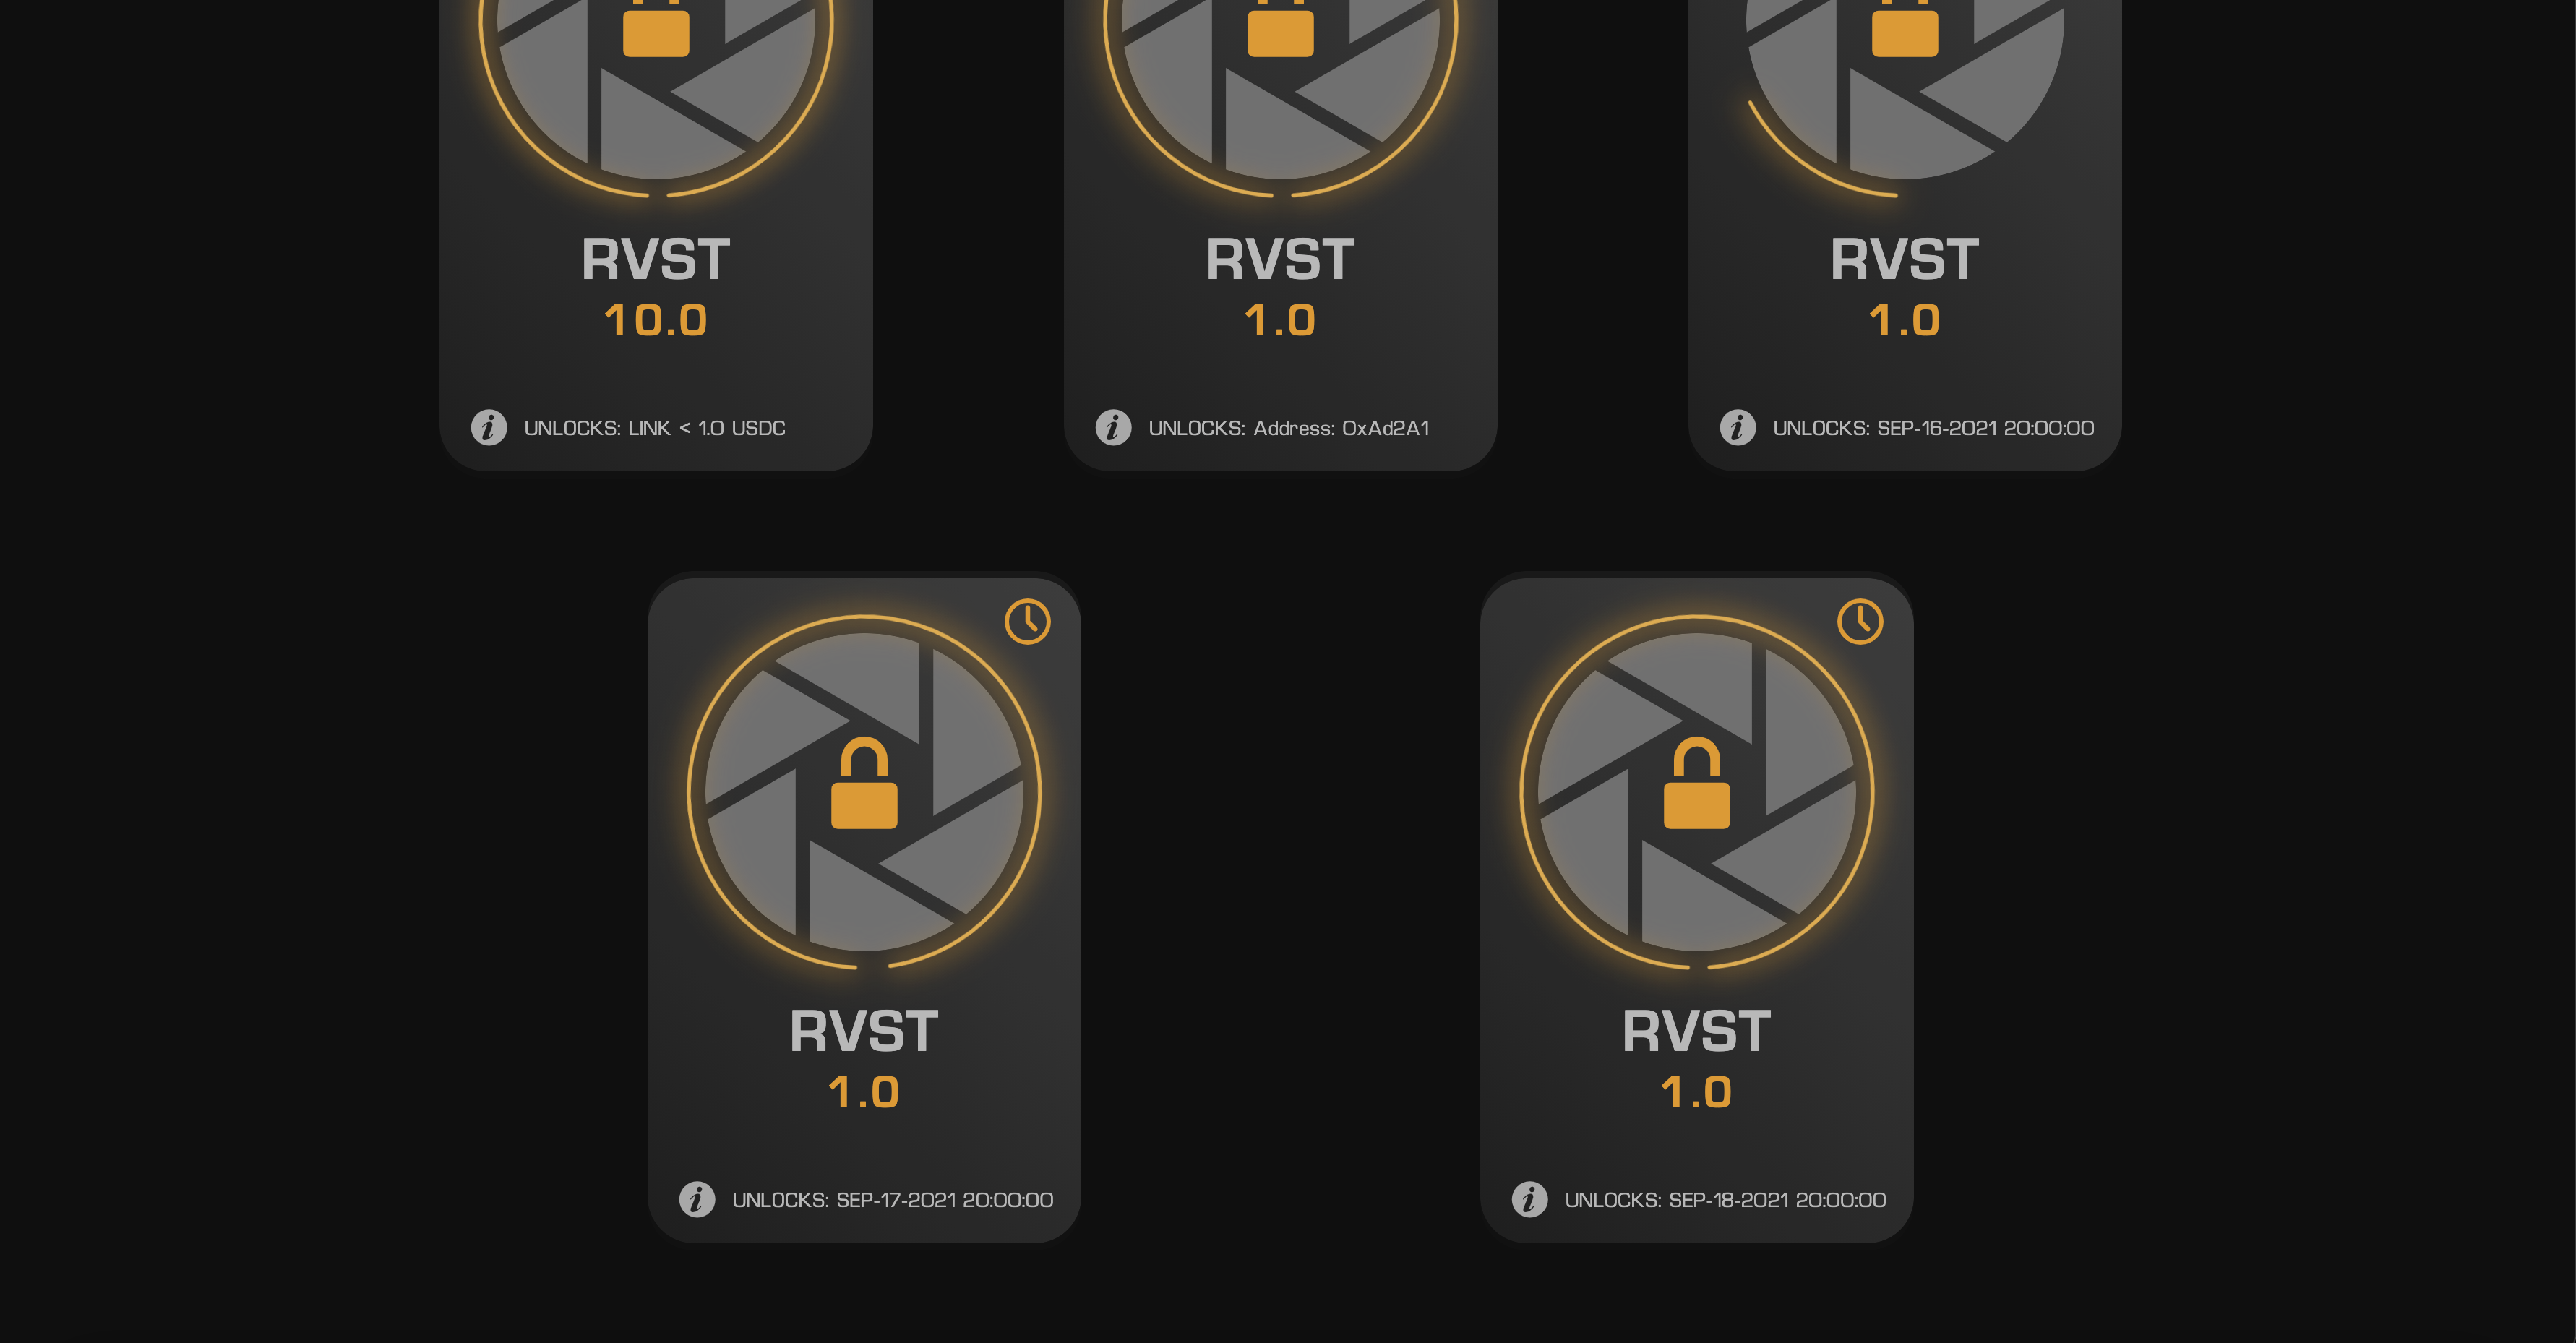 RVST
10.0
UNLOCKS: LINK < 1.0 USDC
RVST
1.0
UNLOCKS: Address: 0xAd2A1
RVST
1.0
UNLOCKS: SEP-16-2021 20:00:00
RVST
1.0
UNLOCKS: SEP-17-2021 20:00:00
RVST
1.0
UNLOCKS: SEP-18-2021 20:00:00